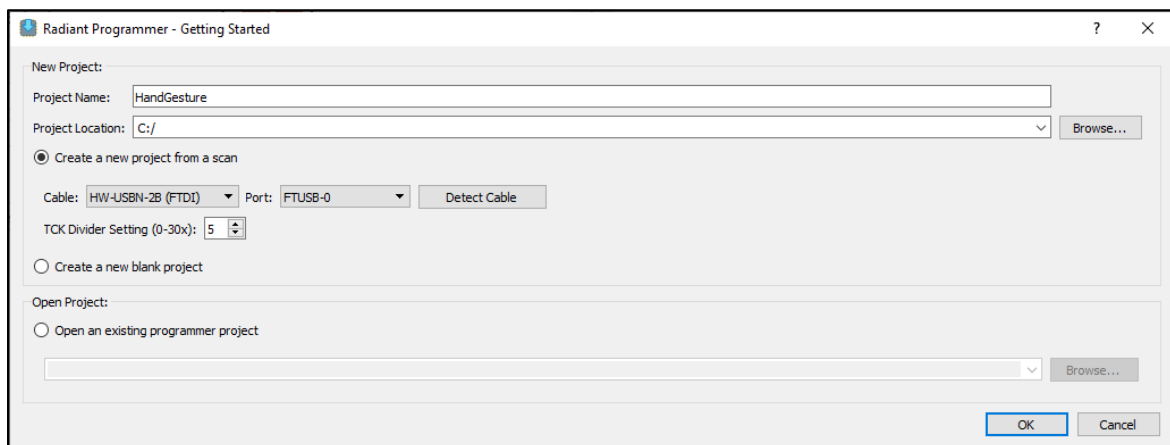 Radiant Programmer - Getting Started ?
New Project:
Project Name: HandGesture
Project Location: C:/ Browse...
Create a new project from a scan
Cable: HW-USBN-2B (FTDI) Port: FTUSB-0 Detect Cable
TCK Divider Setting (0-30x): 5
Create a new blank project
Open Project:
Open an existing programmer project
Browse...
OK Cancel